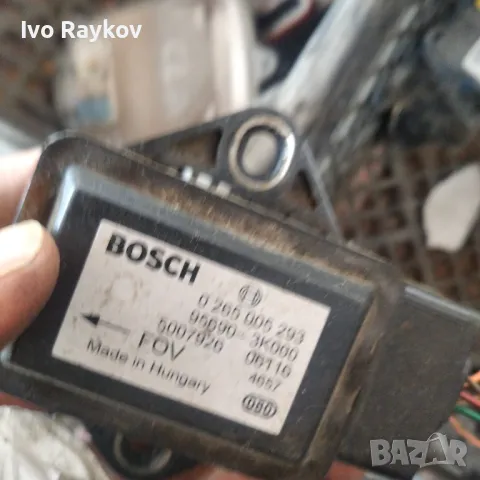 Ivo Raykov
BOSCH
0 265 005 293
95690- 3K000
5007926 06116
FOV 4657
Made in Hungary
BAZAR